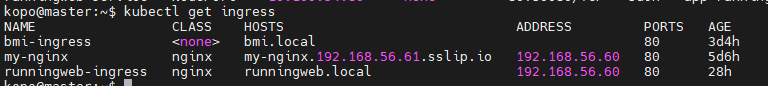 kopo@master:~$ kubectl get ingress
NAME CLASS HOSTS ADDRESS PORTS AGE
bmi-ingress <none> bmi.local 80 3d4h
my-nginx nginx my-nginx.192.168.56.61.sslip.io 192.168.56.60 80 5d6h
runningweb-ingress nginx runningweb.local 192.168.56.60 80 28h
kopo@master:~$